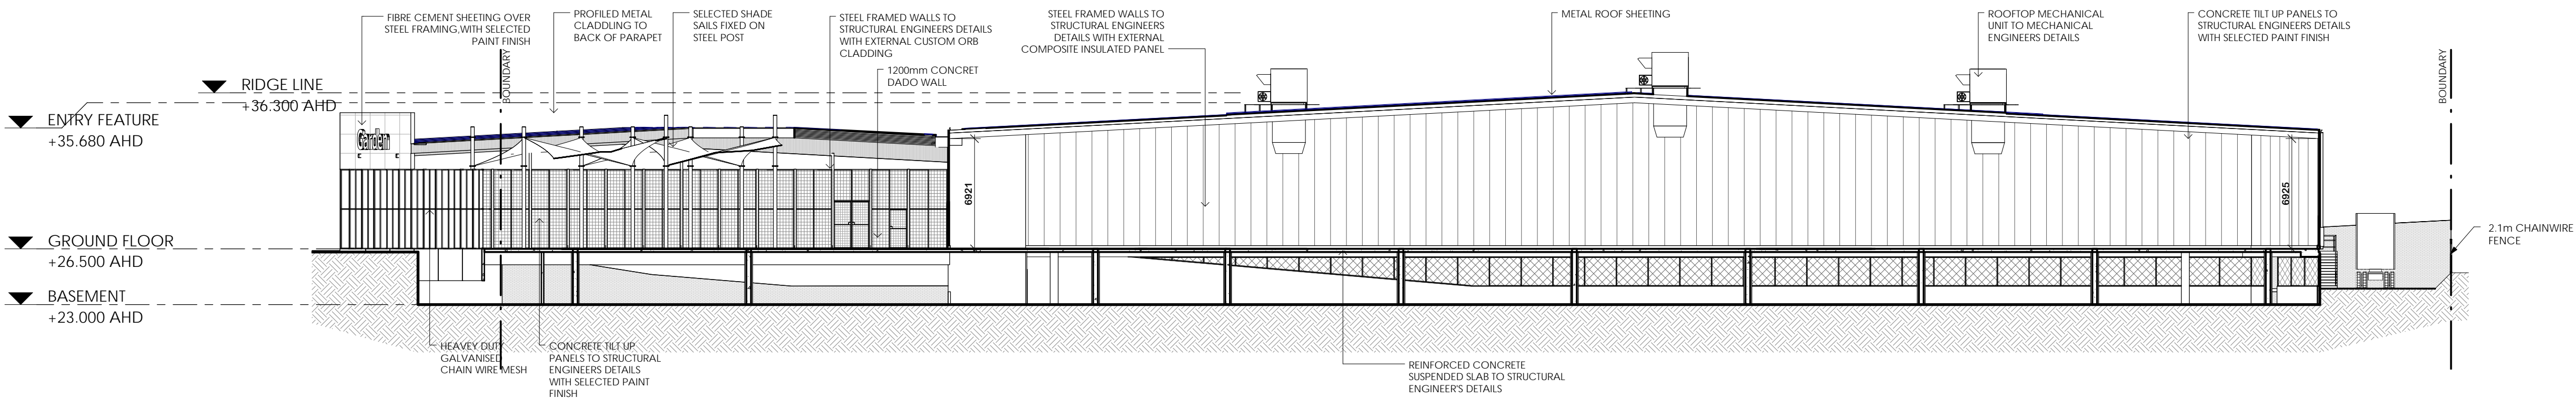 FIBRE CEMENT SHEETING OVER
STEEL FRAMING,WITH SELECTED
PAINT FINISH
PROFILED METAL
CLADDLING TO
BACK OF PARAPET
SELECTED SHADE
SAILS FIXED ON
STEEL POST
STEEL FRAMED WALLS TO
STRUCTURAL ENGINEERS DETAILS
WITH EXTERNAL CUSTOM ORB
CLADDING
1200mm CONCRET
DADO WALL
STEEL FRAMED WALLS TO
STRUCTURAL ENGINEERS
DETAILS WITH EXTERNAL
COMPOSITE INSULATED PANEL
METAL ROOF SHEETING
ROOFTOP MECHANICAL
UNIT TO MECHANICAL
ENGINEERS DETAILS
CONCRETE TILT UP PANELS TO
STRUCTURAL ENGINEERS DETAILS
WITH SELECTED PAINT FINISH
BOUNDARY
BOUNDARY
RIDGE LINE
+36.300 AHD
ENTRY FEATURE
+35.680 AHD
Garden
6921
6925
GROUND FLOOR
+26.500 AHD
2.1m CHAINWIRE
FENCE
BASEMENT
+23.000 AHD
HEAVEY DUTY
GALVANISED
CHAIN WIRE MESH
CONCRETE TILT UP
PANELS TO STRUCTURAL
ENGINEERS DETAILS
WITH SELECTED PAINT
FINISH
REINFORCED CONCRETE
SUSPENDED SLAB TO STRUCTURAL
ENGINEER'S DETAILS